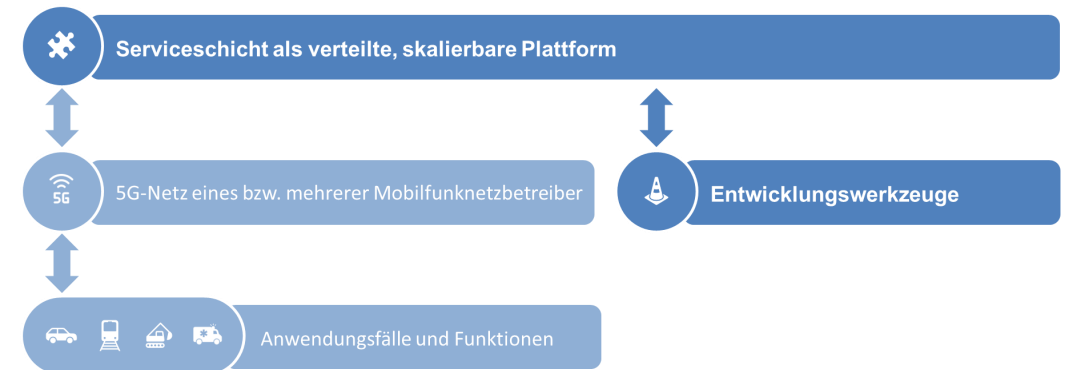 Serviceschicht als verteilte, skalierbare Plattform
5G
5G-Netz eines bzw. mehrerer Mobilfunknetzbetreiber
Entwicklungswerkzeuge
Anwendungsfälle und Funktionen